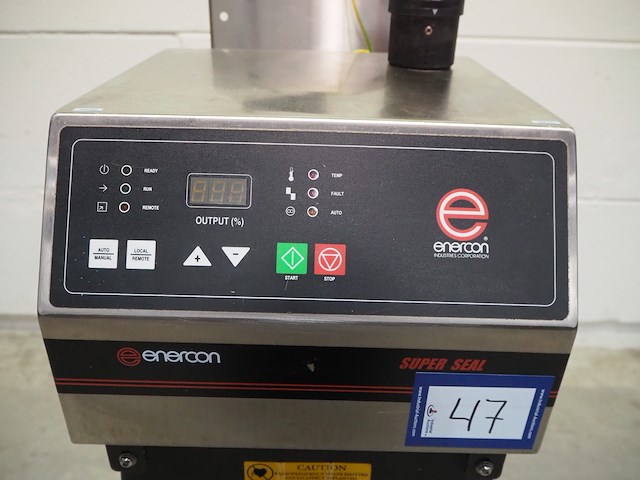 READY
RUN
REMOTE
OUTPUT (%)
TEMP
FAULT
AUTO
enercon
INDUSTRIES CORPORATION
AUTO
MANUAL
LOCAL
REMOTE
START
STOP
enercon
SUPER SEAL
47
CAUTION